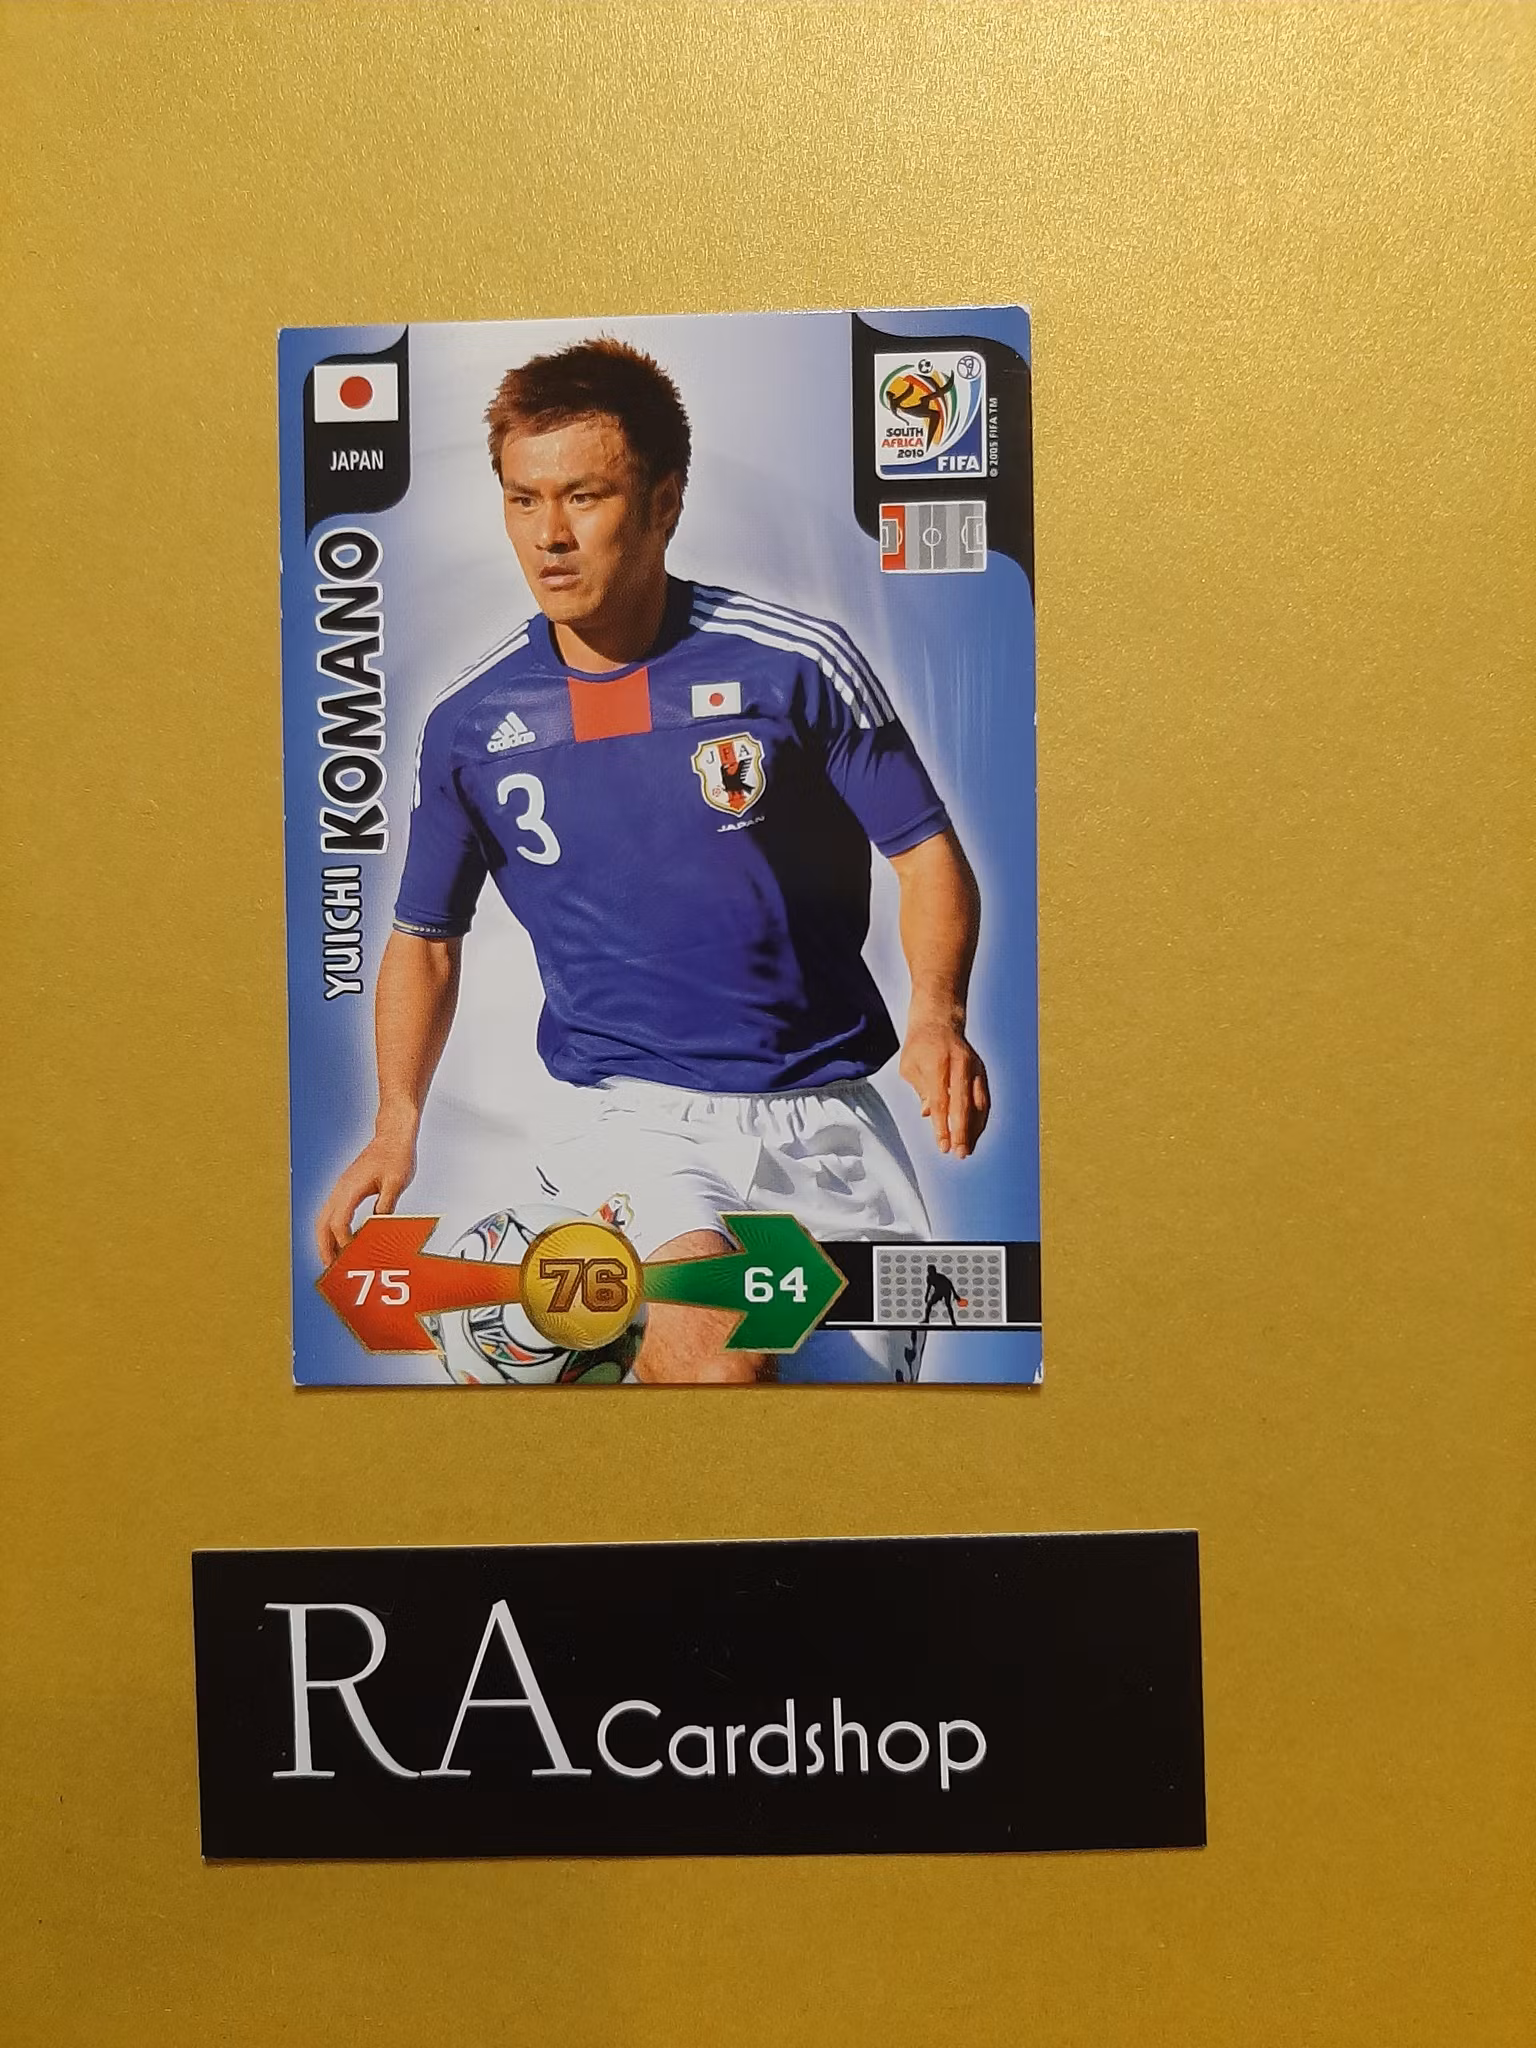 JAPAN
SOUTH
AFRICA
2010
FIFA
© 2005 FIFA TM
YUICHI KOMANO
adidas
JFA
3
JAPAN
75
76
64
RA Cardshop